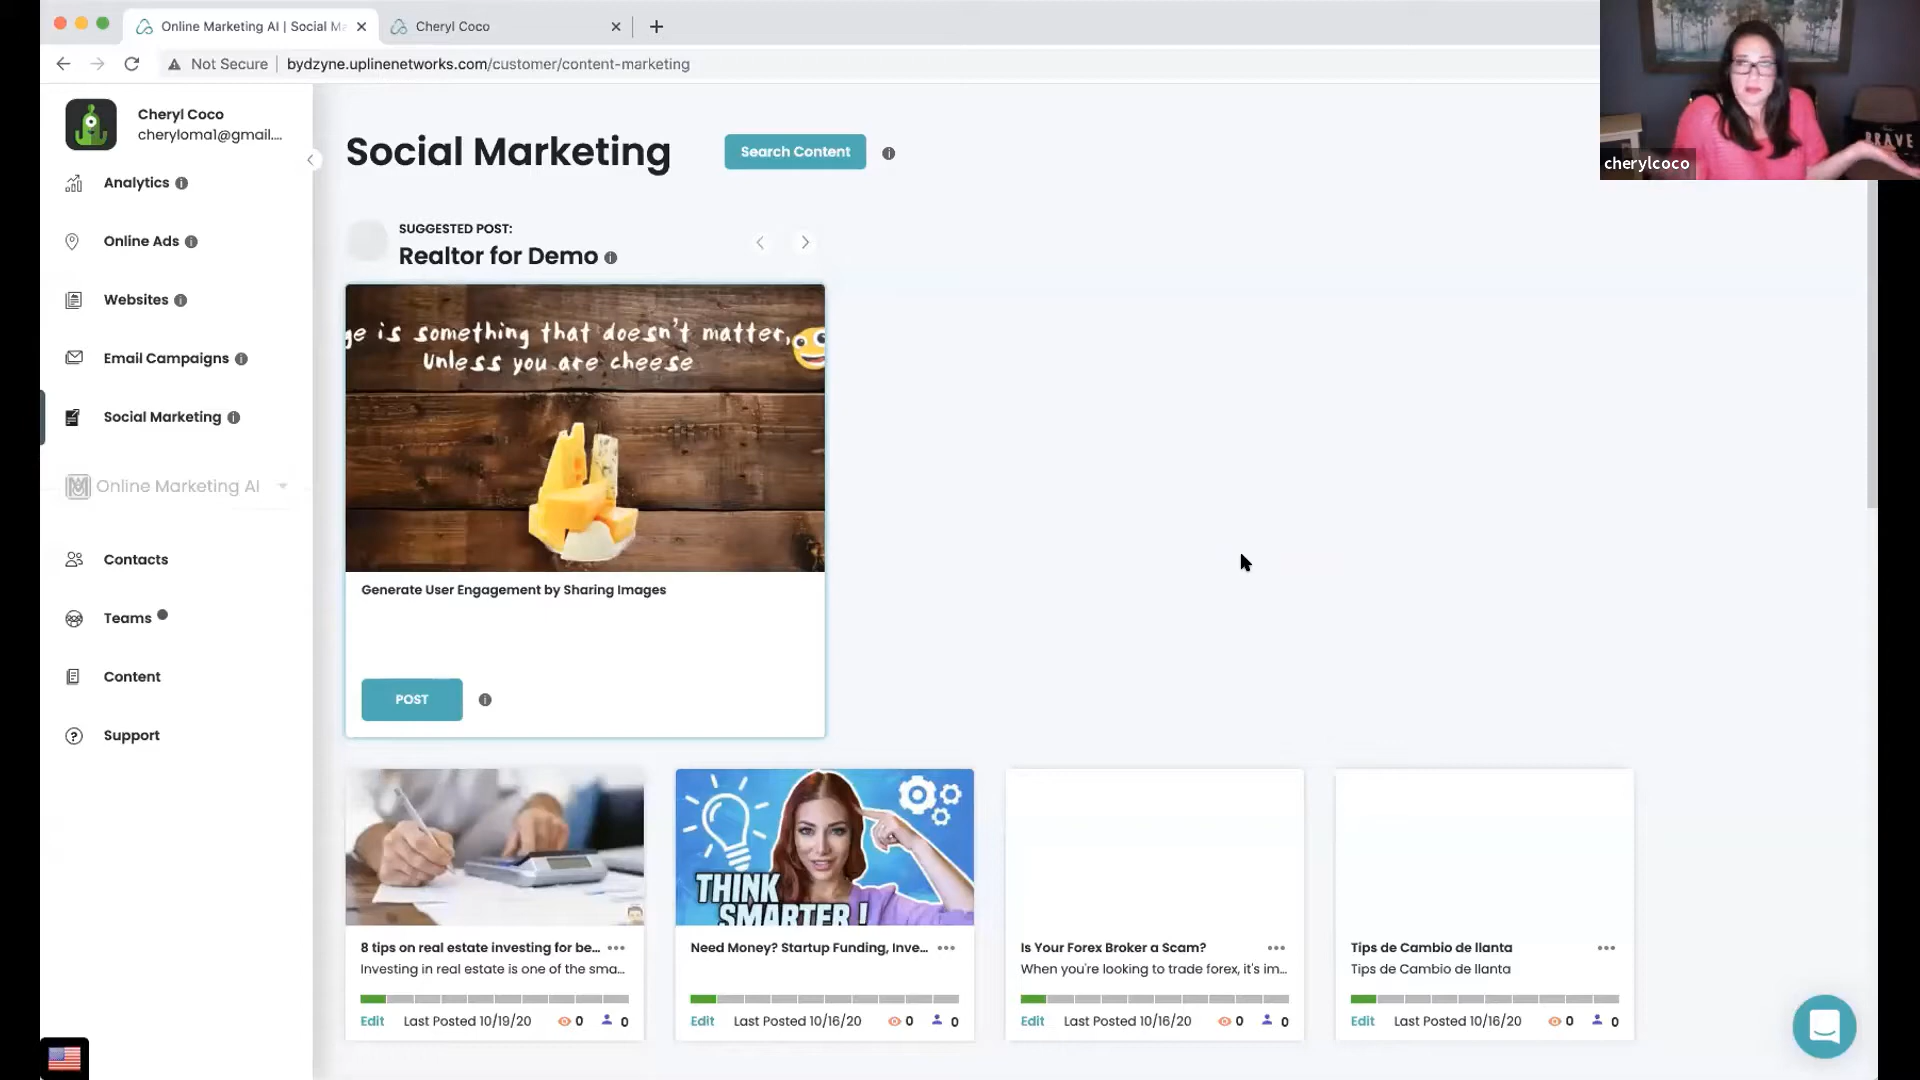 Online Marketing AI | Social Ma
Cheryl Coco
Not Secure
bydzyne.uplinenetworks.com/customer/content-marketing
BRAVE
cherylcoco
Cheryl Coco
cheryloma1@gmail....
Analytics
Online Ads
Websites
Email Campaigns
Social Marketing
Online Marketing AI
Contacts
Teams
Content
Support
Social Marketing
Search Content
SUGGESTED POST:
Realtor for Demo
ge is something that doesn't matter,
Unless you are cheese
Generate User Engagement by Sharing Images
POST
THINK
SMARTER!
8 tips on real estate investing for be...
Investing in real estate is one of the sma...
Edit Last Posted 10/19/20 0 0
Need Money? Startup Funding, Inve...
Edit Last Posted 10/16/20 0 0
Is Your Forex Broker a Scam?
When you're looking to trade forex, it's im...
Edit Last Posted 10/16/20 0 0
Tips de Cambio de llanta
Tips de Cambio de llanta
Edit Last Posted 10/16/20 0 0